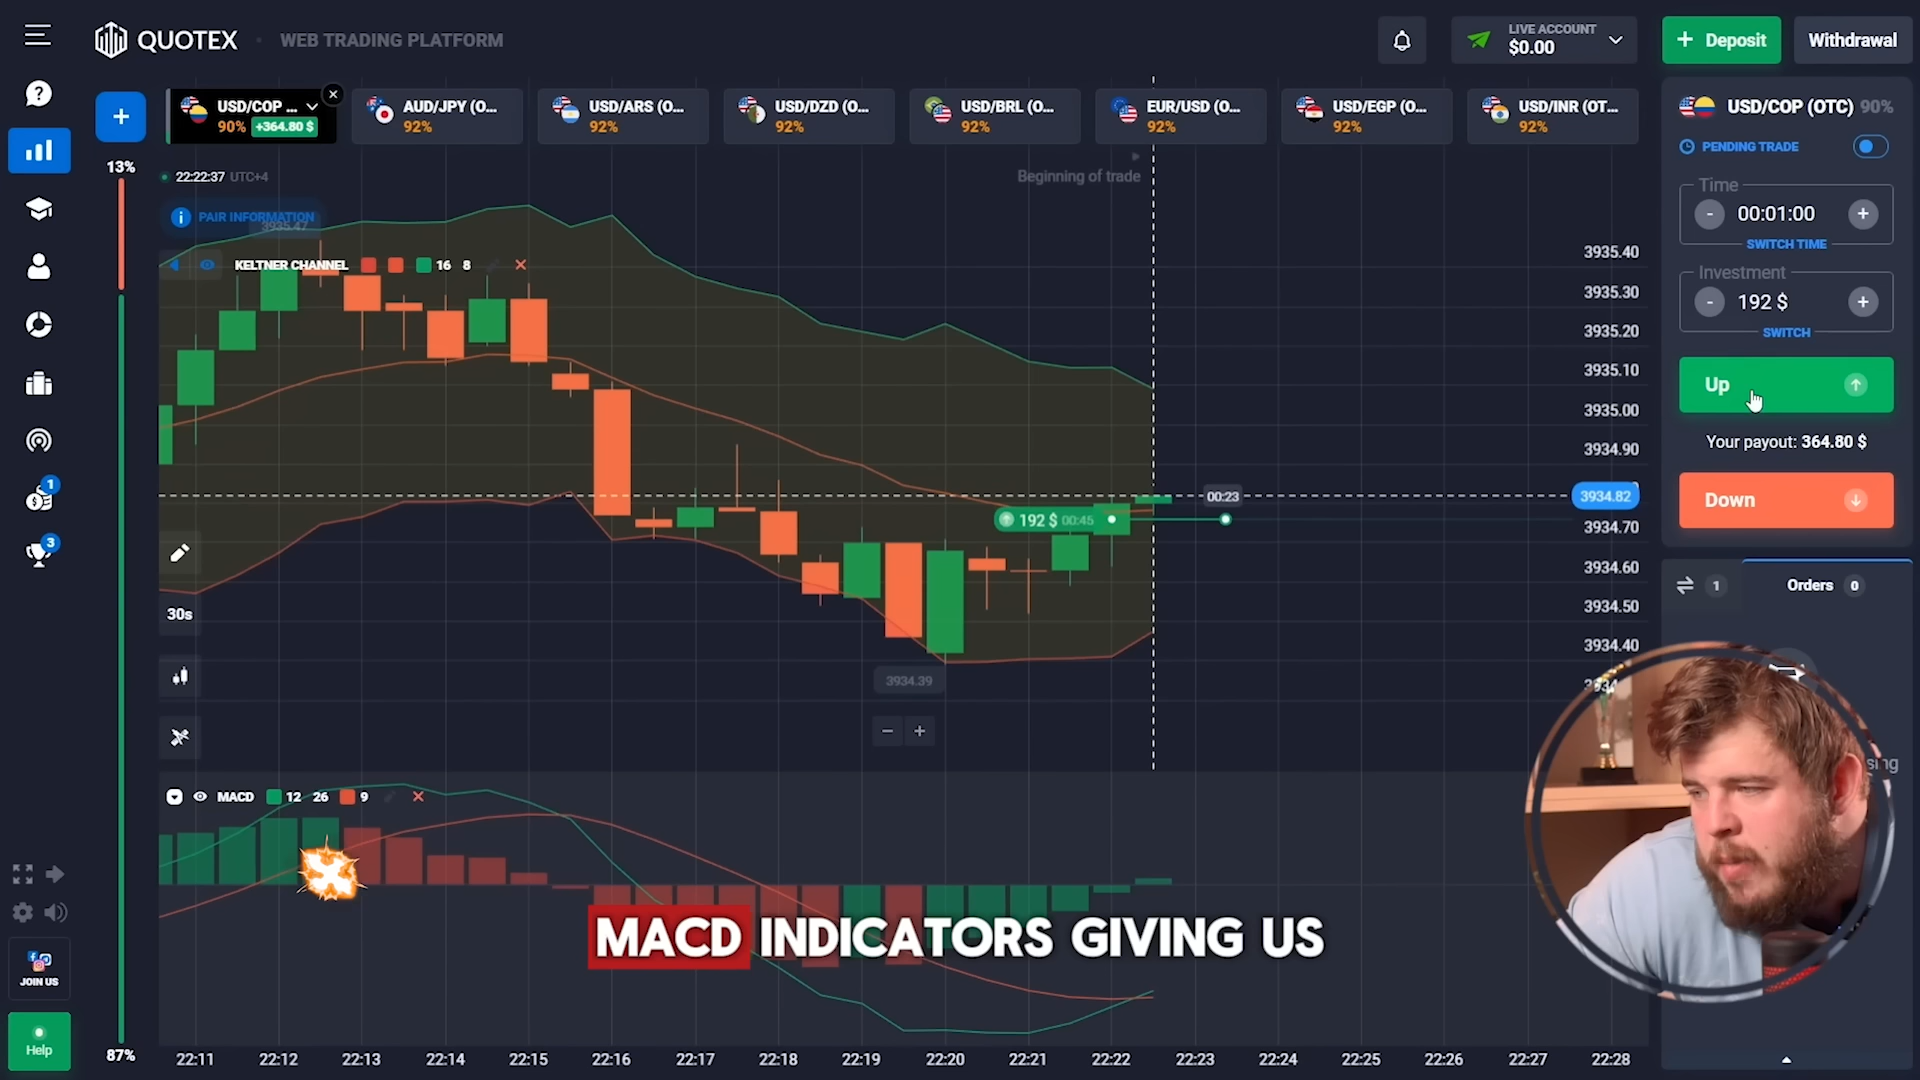 QUOTEX
WEB TRADING PLATFORM
LIVE ACCOUNT
$0.00
+ Deposit
Withdrawal
USD/COP ...
90% +364.80 $
AUD/JPY (O...
92%
USD/ARS (O...
92%
USD/DZD (O...
92%
USD/BRL (O...
92%
EUR/USD (O...
92%
USD/EGP (O...
92%
USD/INR (OT...
92%
USD/COP (OTC) 90%
PENDING TRADE
Time
- 00:01:00 +
SWITCH TIME
Investment
- 192 $ +
SWITCH
Up
Your payout: 364.80 $
Down
1
Orders 0
13%
22:22:37 UTC+4
Beginning of trade
PAIR INFORMATION
3935.47
KELTNER CHANNEL 16 8
3935.40
3935.30
3935.20
3935.10
3935.00
3934.90
3934.82
3934.70
3934.60
3934.50
3934.40
00:23
192 $ 00:45
30s
3934.39
MACD 12 26 9
MACD INDICATORS GIVING US
1
3
JOIN US
Help
87%
22:11 22:12 22:13 22:14 22:15 22:16 22:17 22:18 22:19 22:20 22:21 22:22 22:23 22:24 22:25 22:26 22:27 22:28